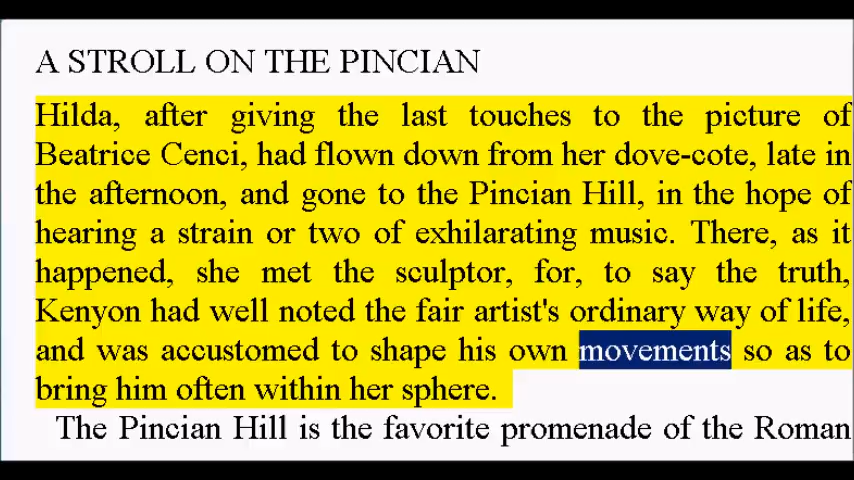 A STROLL ON THE PINCIAN
Hilda, after giving the last touches to the picture of
Beatrice Cenci, had flown down from her dove-cote, late in
the afternoon, and gone to the Pincian Hill, in the hope of
hearing a strain or two of exhilarating music. There, as it
happened, she met the sculptor, for, to say the truth,
Kenyon had well noted the fair artist's ordinary way of life,
and was accustomed to shape his own movements so as to
bring him often within her sphere.
The Pincian Hill is the favorite promenade of the Roman